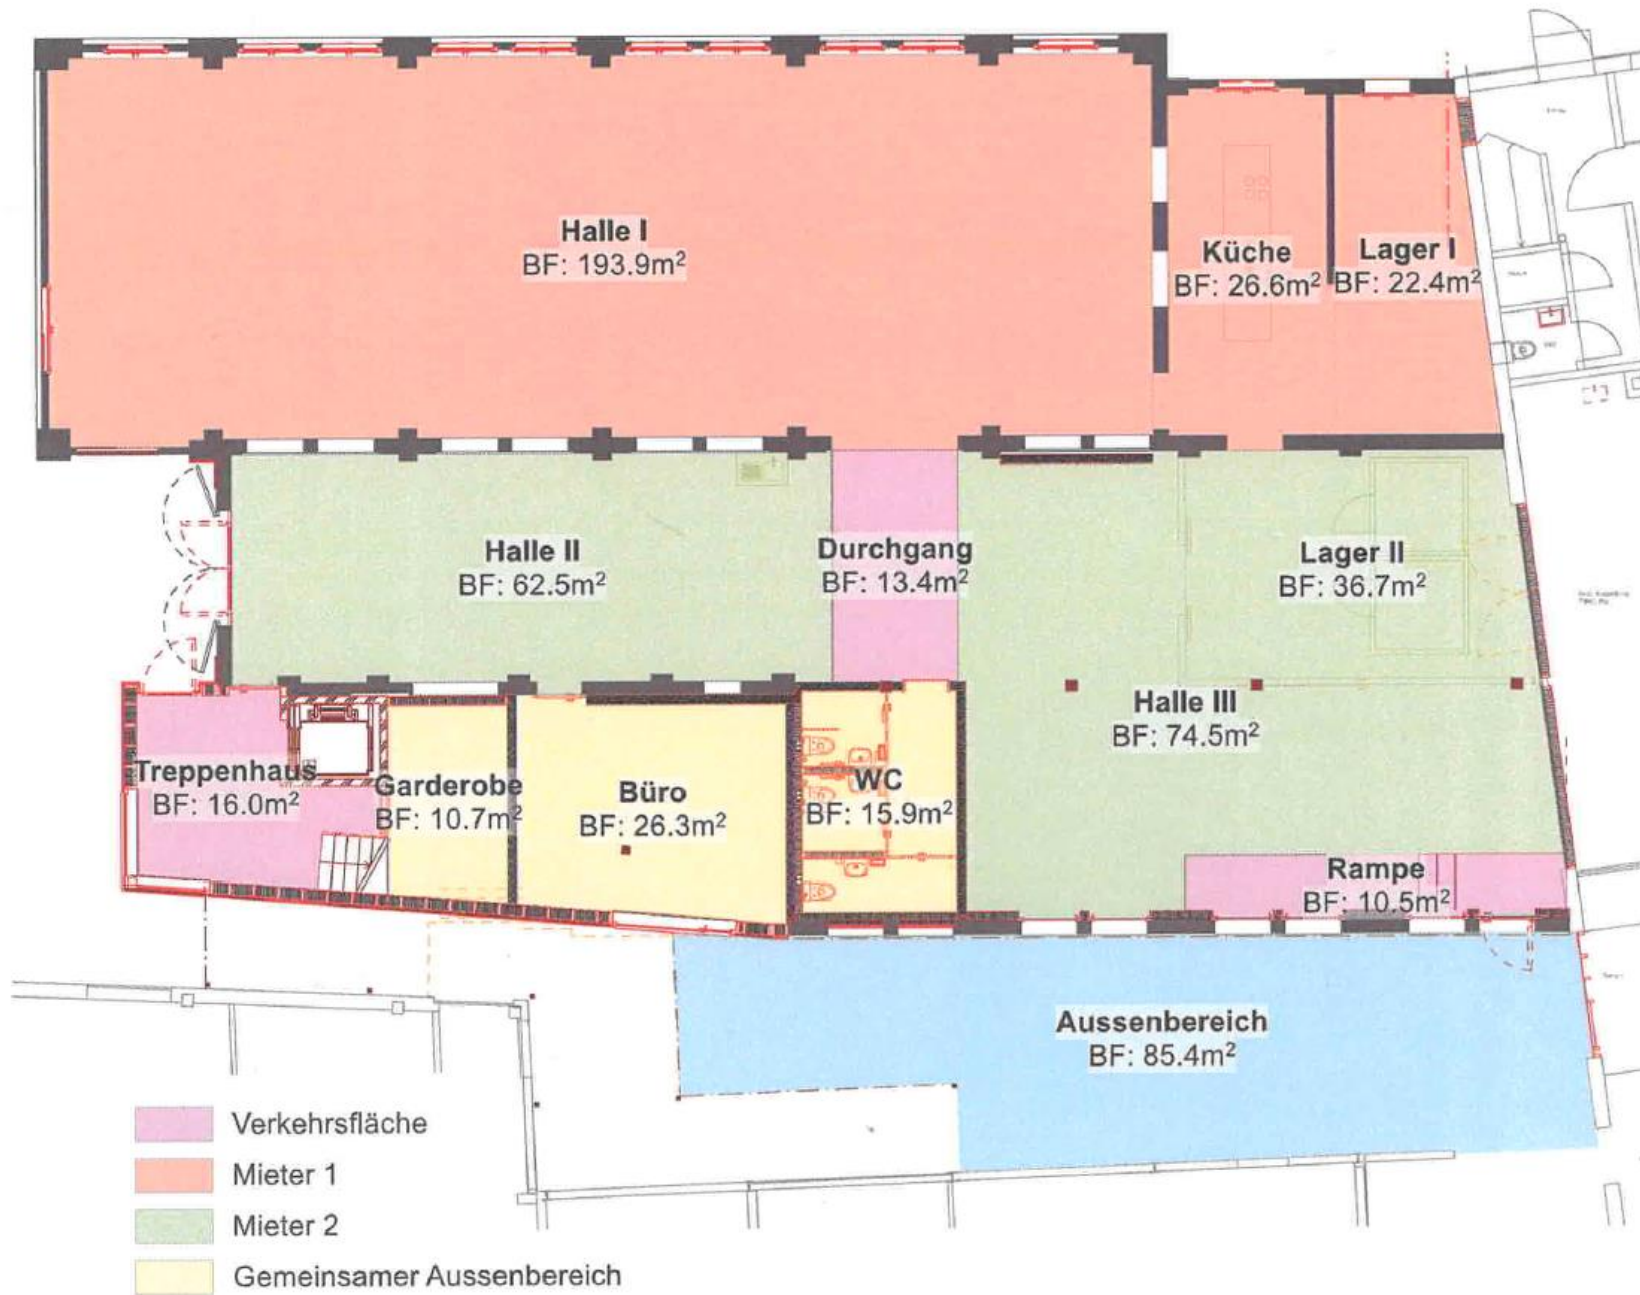 Halle I
BF: 193.9m²
Küche
BF: 26.6m²
Lager I
BF: 22.4m²
Halle II
BF: 62.5m²
Durchgang
BF: 13.4m²
Lager II
BF: 36.7m²
Halle III
BF: 74.5m²
Treppenhaus
BF: 16.0m²
Garderobe
BF: 10.7m²
Büro
BF: 26.3m²
WC
BF: 15.9m²
Rampe
BF: 10.5m²
Aussenbereich
BF: 85.4m²
Verkehrsfläche
Mieter 1
Mieter 2
Gemeinsamer Aussenbereich